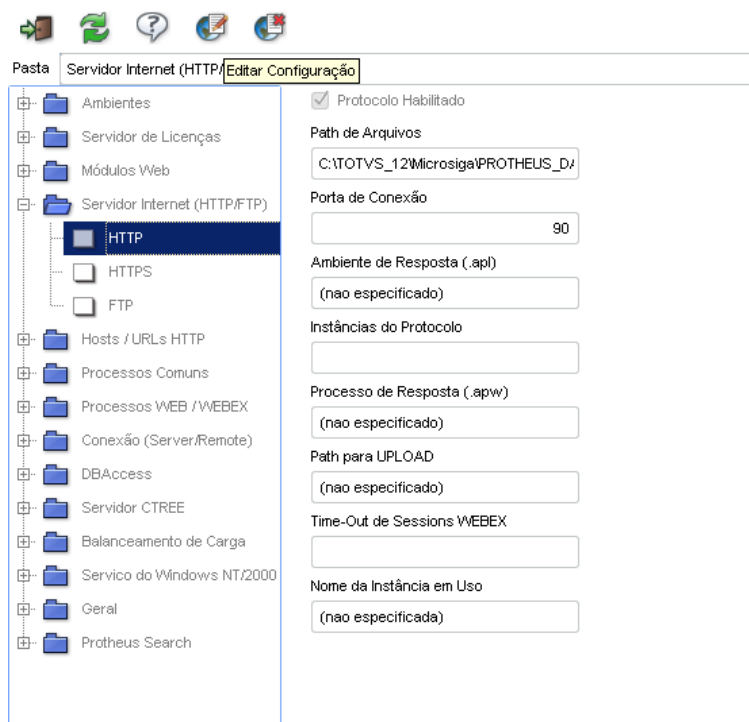 Pasta
Servidor Internet (HTTP/
Editar Configuração
Ambientes
Servidor de Licenças
Módulos Web
Servidor Internet (HTTP/FTP)
HTTP
HTTPS
FTP
Hosts / URLs HTTP
Processos Comuns
Processos WEB / WEBEX
Conexão (Server/Remote)
DBAccess
Servidor CTREE
Balanceamento de Carga
Servico do Windows NT/2000
Geral
Protheus Search
Protocolo Habilitado
Path de Arquivos
C:\TOTVS_12\Microsiga\PROTHEUS_DA
Porta de Conexão
90
Ambiente de Resposta (.apl)
(nao especificado)
Instâncias do Protocolo
Processo de Resposta (.apw)
(nao especificado)
Path para UPLOAD
(nao especificado)
Time-Out de Sessions WEBEX
Nome da Instância em Uso
(nao especificada)